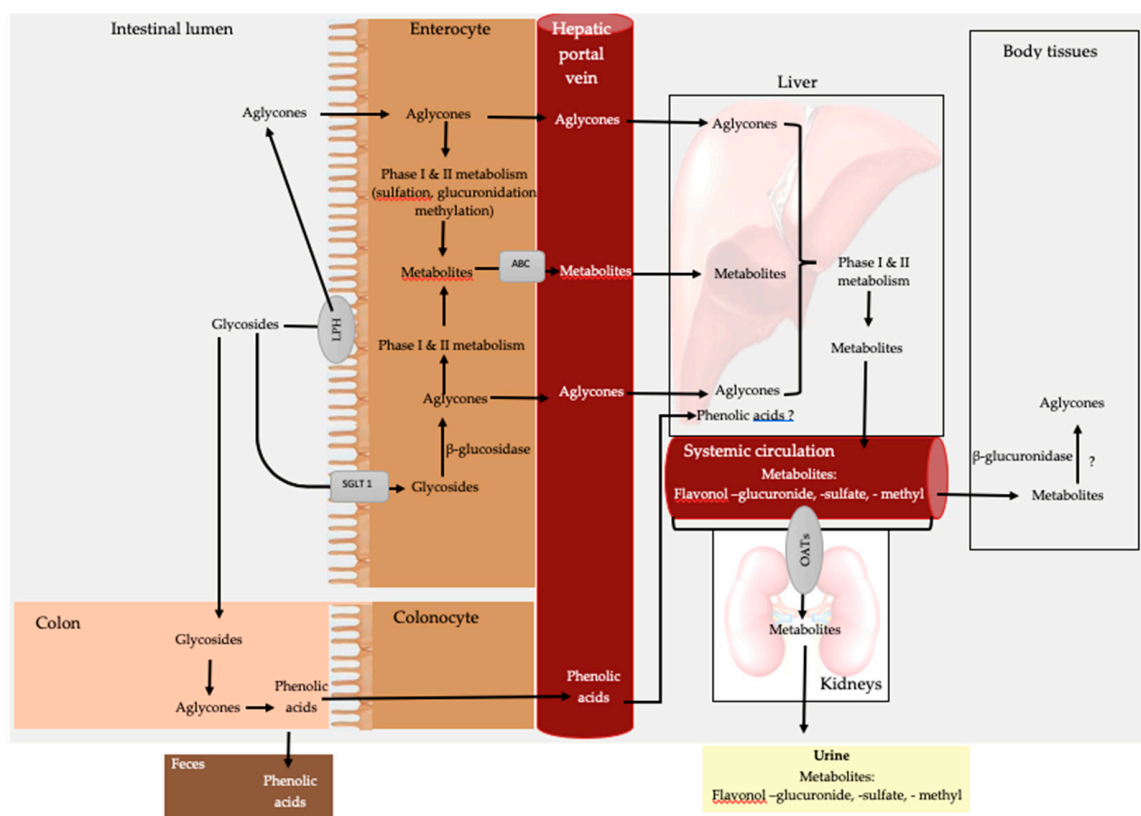 Intestinal lumen
Enterocyte
Hepatic
portal
vein
Body tissues
Liver
Aglycones
Aglycones
Aglycones
Aglycones
Phase I & II metabolism
(sulfation, glucuronidation
methylation)
Metabolites
ABC
Metabolites
Metabolites
Phase I & II
metabolism
Glycosides
LPH
Phase I & II metabolism
Metabolites
Aglycones
Aglycones
Aglycones
Phenolic acids ?
Aglycones
β-glucosidase
Systemic circulation
β-glucuronidase
?
SGLT 1
Glycosides
Metabolites:
Flavonol –glucuronide, -sulfate, - methyl
Metabolites
OATs
Colon
Colonocyte
Glycosides
Metabolites
Phenolic
acids
Phenolic
acids
Aglycones
Kidneys
Feces
Phenolic
acids
Urine
Metabolites:
Flavonol –glucuronide, -sulfate, - methyl